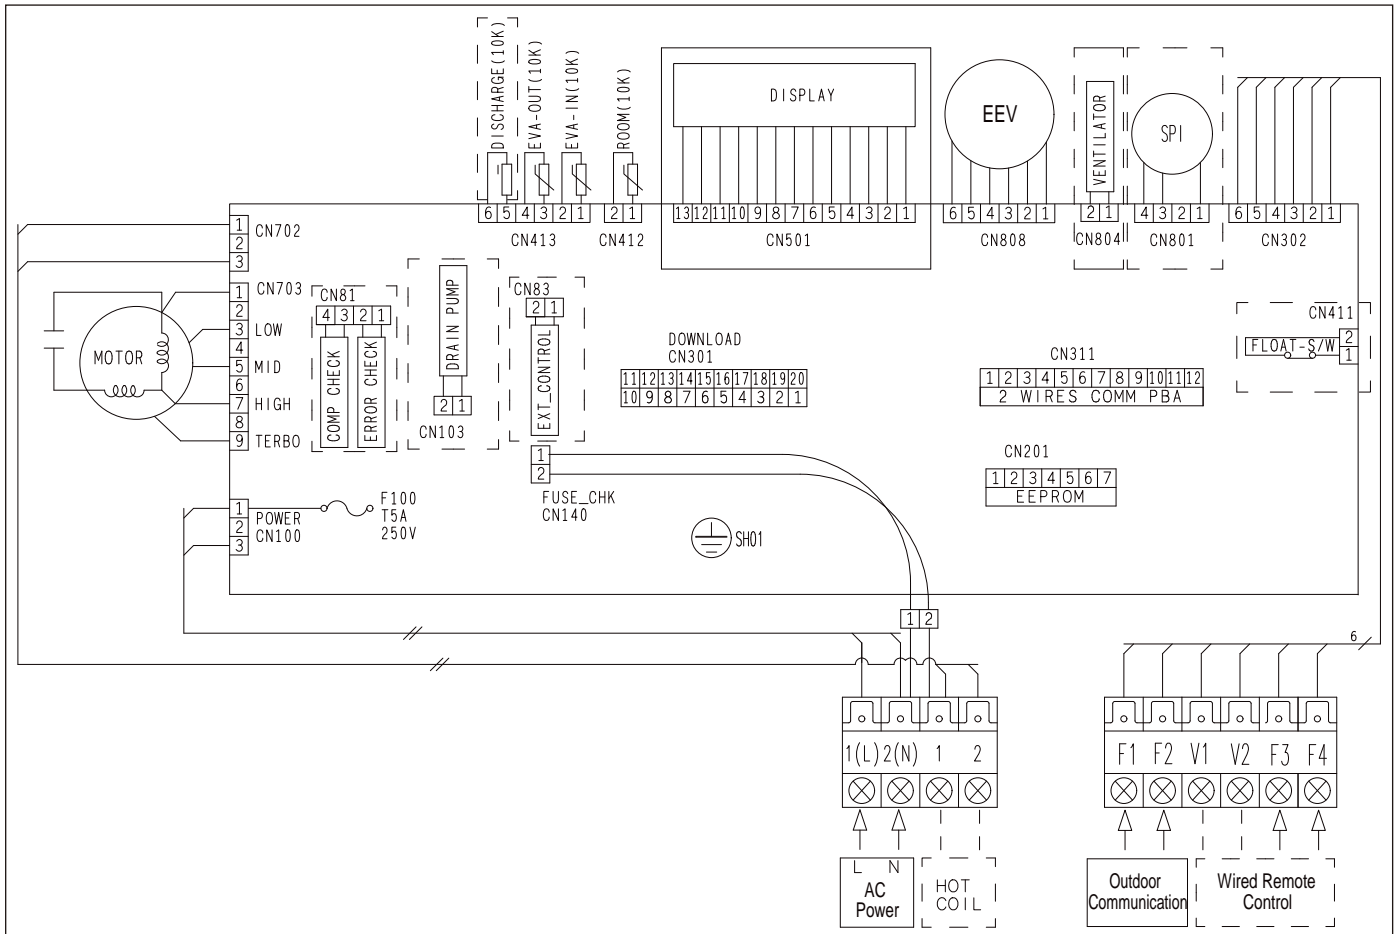 DISCHARGE(10K)
EVA-OUT(10K)
EVA-IN(10K)
ROOM(10K)
DISPLAY
EEV
VENTILATOR
SPI
6 5 4 3 2 1
2 1
13 12 11 10 9 8 7 6 5 4 3 2 1
6 5 4 3 2 1
2 1
4 3 2 1
6 5 4 3 2 1
CN413
CN412
CN501
CN808
CN804
CN801
CN302
1
2
3
CN702
MOTOR
1
2
3
4
5
6
7
8
9
CN703
LOW
MID
HIGH
TERBO
CN81
4 3 2 1
COMP CHECK
ERROR CHECK
DRAIN PUMP
2 1
CN103
CN83
2 1
EXT_CONTROL
DOWNLOAD
CN301
11 12 13 14 15 16 17 18 19 20
10 9 8 7 6 5 4 3 2 1
CN311
1 2 3 4 5 6 7 8 9 10 11 12
2 WIRES COMM PBA
CN411
2
1
FLOAT-S/W
CN201
1 2 3 4 5 6 7
EEPROM
1
2
FUSE_CHK
CN140
1
2
3
POWER
CN100
F100
T5A
250V
SH01
1 2
6
1(L) 2(N) 1 2
F1 F2 V1 V2 F3 F4
L N
AC
Power
HOT
COIL
Outdoor
Communication
Wired Remote
Control